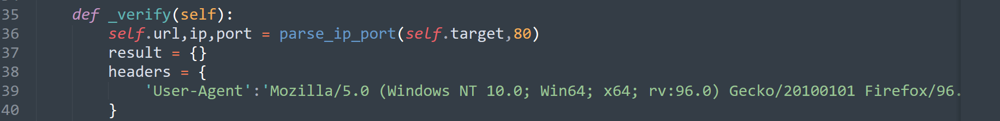 35 def _verify(self):
36 self.url,ip,port = parse_ip_port(self.target,80)
37 result = {}
38 headers = {
39 'User-Agent':'Mozilla/5.0 (Windows NT 10.0; Win64; x64; rv:96.0) Gecko/20100101 Firefox/96.
40 }